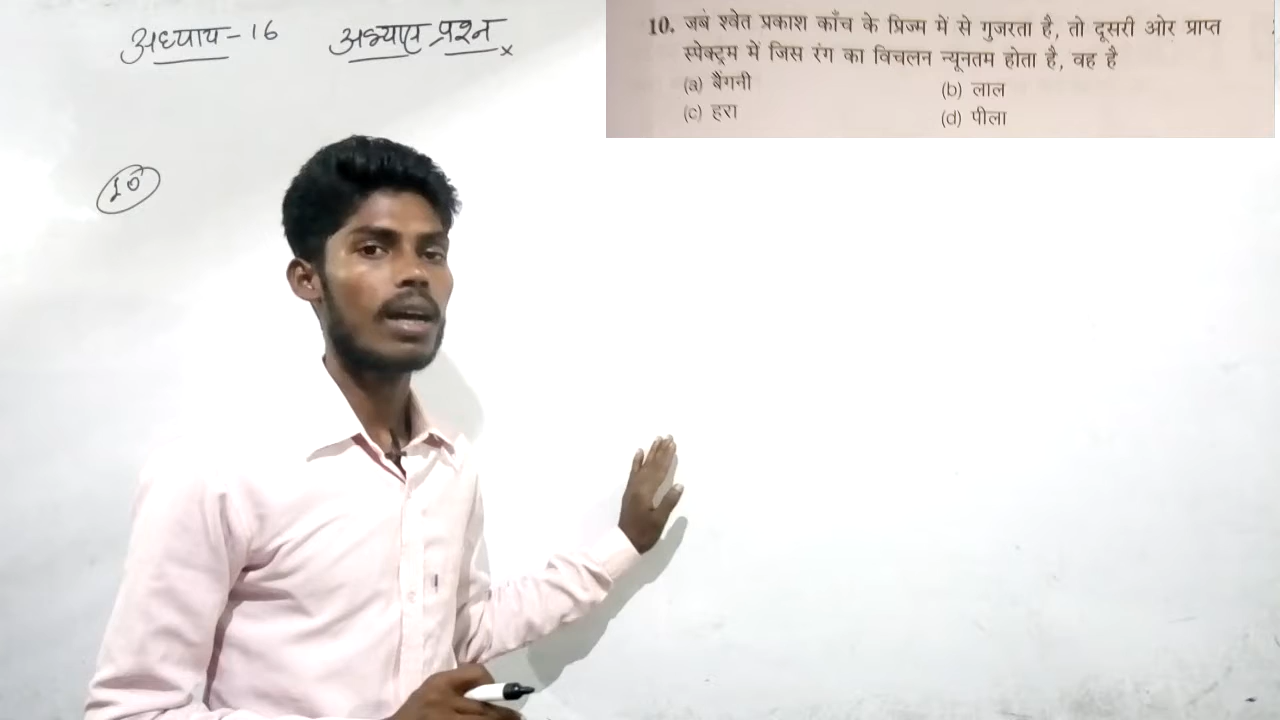 अध्याय-16 अभ्यास प्रश्न
10. जब श्वेत प्रकाश काँच के प्रिज्म में से गुजरता है, तो दूसरी ओर प्राप्त
स्पेक्ट्रम में जिस रंग का विचलन न्यूनतम होता है, वह है
(a) बैंगनी (b) लाल
(c) हरा (d) पीला
10